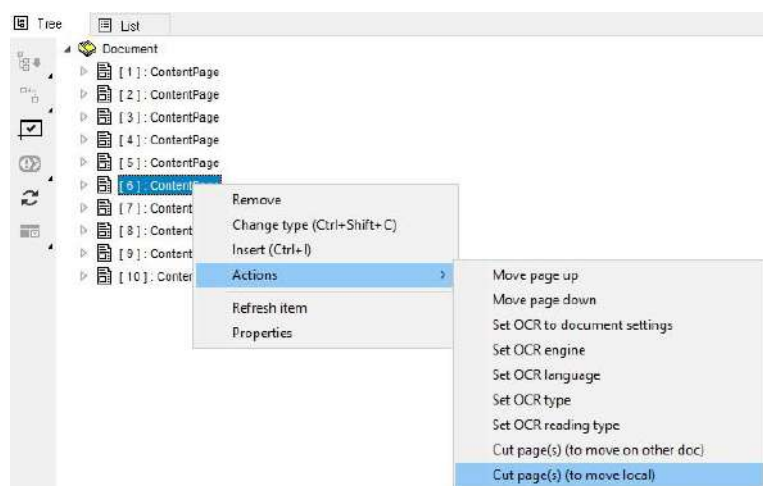 Tree List
Document
[ 1 ] : ContentPage
[ 2 ] : ContentPage
[ 3 ] : ContentPage
[ 4 ] : ContentPage
[ 5 ] : ContentPage
[ 6 ] : ContentPage
[ 7 ] : Content
[ 8 ] : Content
[ 9 ] : Content
[ 10 ] : Conter
Remove
Change type (Ctrl+Shift+C)
Insert (Ctrl+I)
Actions
Refresh item
Properties
Move page up
Move page down
Set OCR to document settings
Set OCR engine
Set OCR language
Set OCR type
Set OCR reading type
Cut page(s) (to move on other doc)
Cut page(s) (to move local)